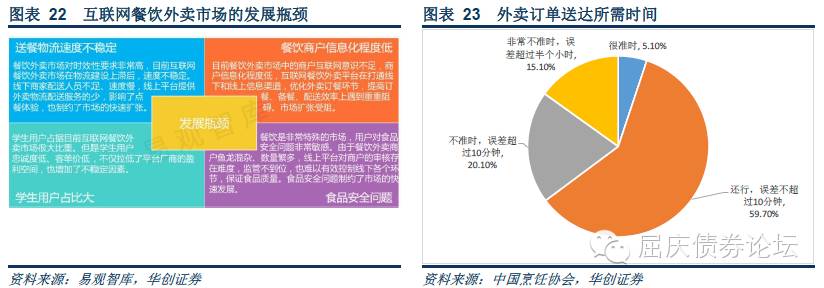 图表 22 互联网餐饮外卖市场的发展瓶颈
送餐物流速度不稳定
餐饮外卖市场对时效性要求非常高，目前互联网
餐饮外卖市场在物流建设上滞后，速度不稳定。
线下商家配送人员不足、速度慢，线上平台提供
外卖物流配送服务的少，影响了点
餐体验，也制约了市场的快速扩张。
餐饮商户信息化程度低
目前餐饮外卖市场中的商户互联网意识不足，商
户信息化程度低，互联网餐饮外卖平台在打通线
下和线上信息渠道，优化外卖订餐环节，提高订
餐、备餐、配送效率上遇到重重阻
碍，市场扩张受阻。
发展瓶颈
易观智库
学生用户占据目前互联网餐饮外
卖市场很大比重。但是学生用户
忠诚度低、客单价低，不仅拉低了平台厂商的盈
利空间，也增加了不稳定因素。
学生用户占比大
餐饮是非常特殊的市场，用户对食品
安全问题非常敏感。由于餐饮外卖商
户鱼龙混杂、数量繁多，线上平台对商户的审核存
在难度，监管不到位，也难以有效控制线下各个环
节，保证食品质量。食品安全问题制约了市场的快
速发展。
食品安全问题
资料来源：易观智库，华创证券
图表 23 外卖订单送达所需时间
非常不准时，误
差超过半个小时，
15.10%
很准时，5.10%
不准时，误差超
过10分钟，
20.10%
还行，误差不超
过10分钟，
59.70%
屈庆债券论坛
资料来源：中国烹饪协会，华创证券